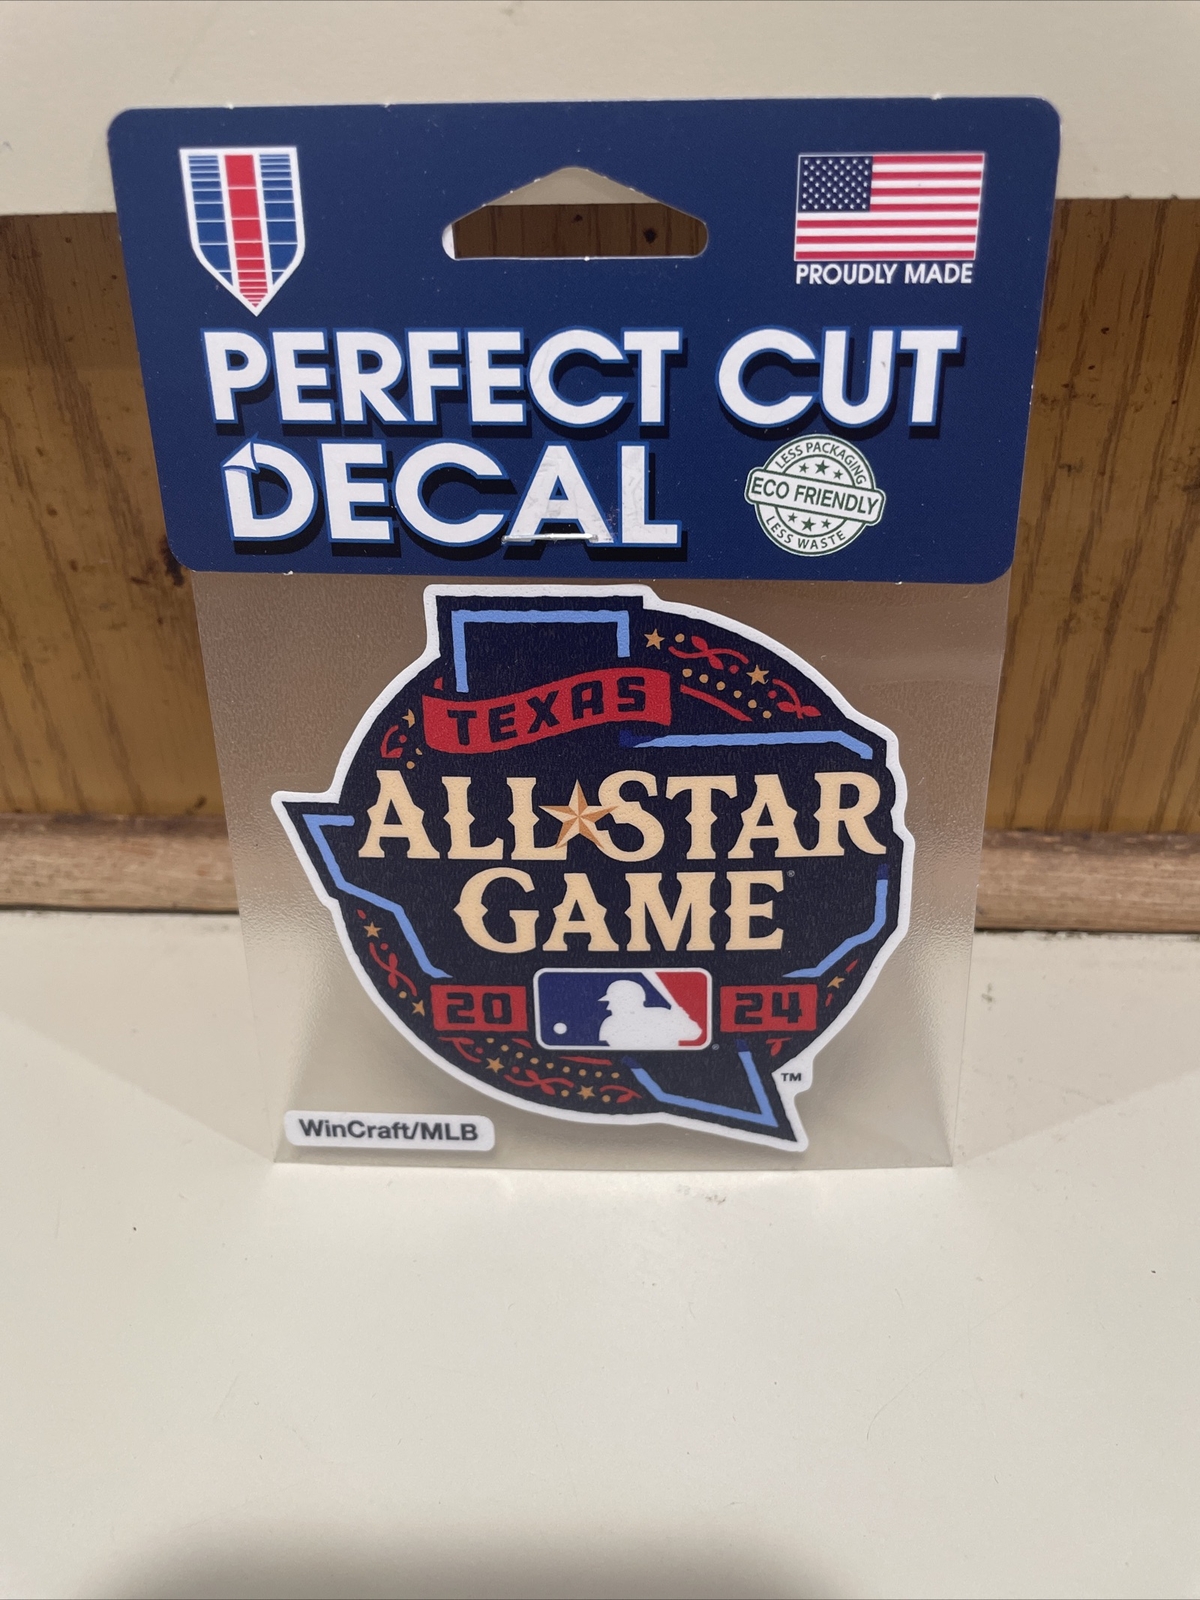 PROUDLY MADE
PERFECT CUT
DECAL
LESS PACKAGING
ECO FRIENDLY
LESS WASTE
TEXAS
ALL STAR
GAME®
20 24
TM
WinCraft/MLB